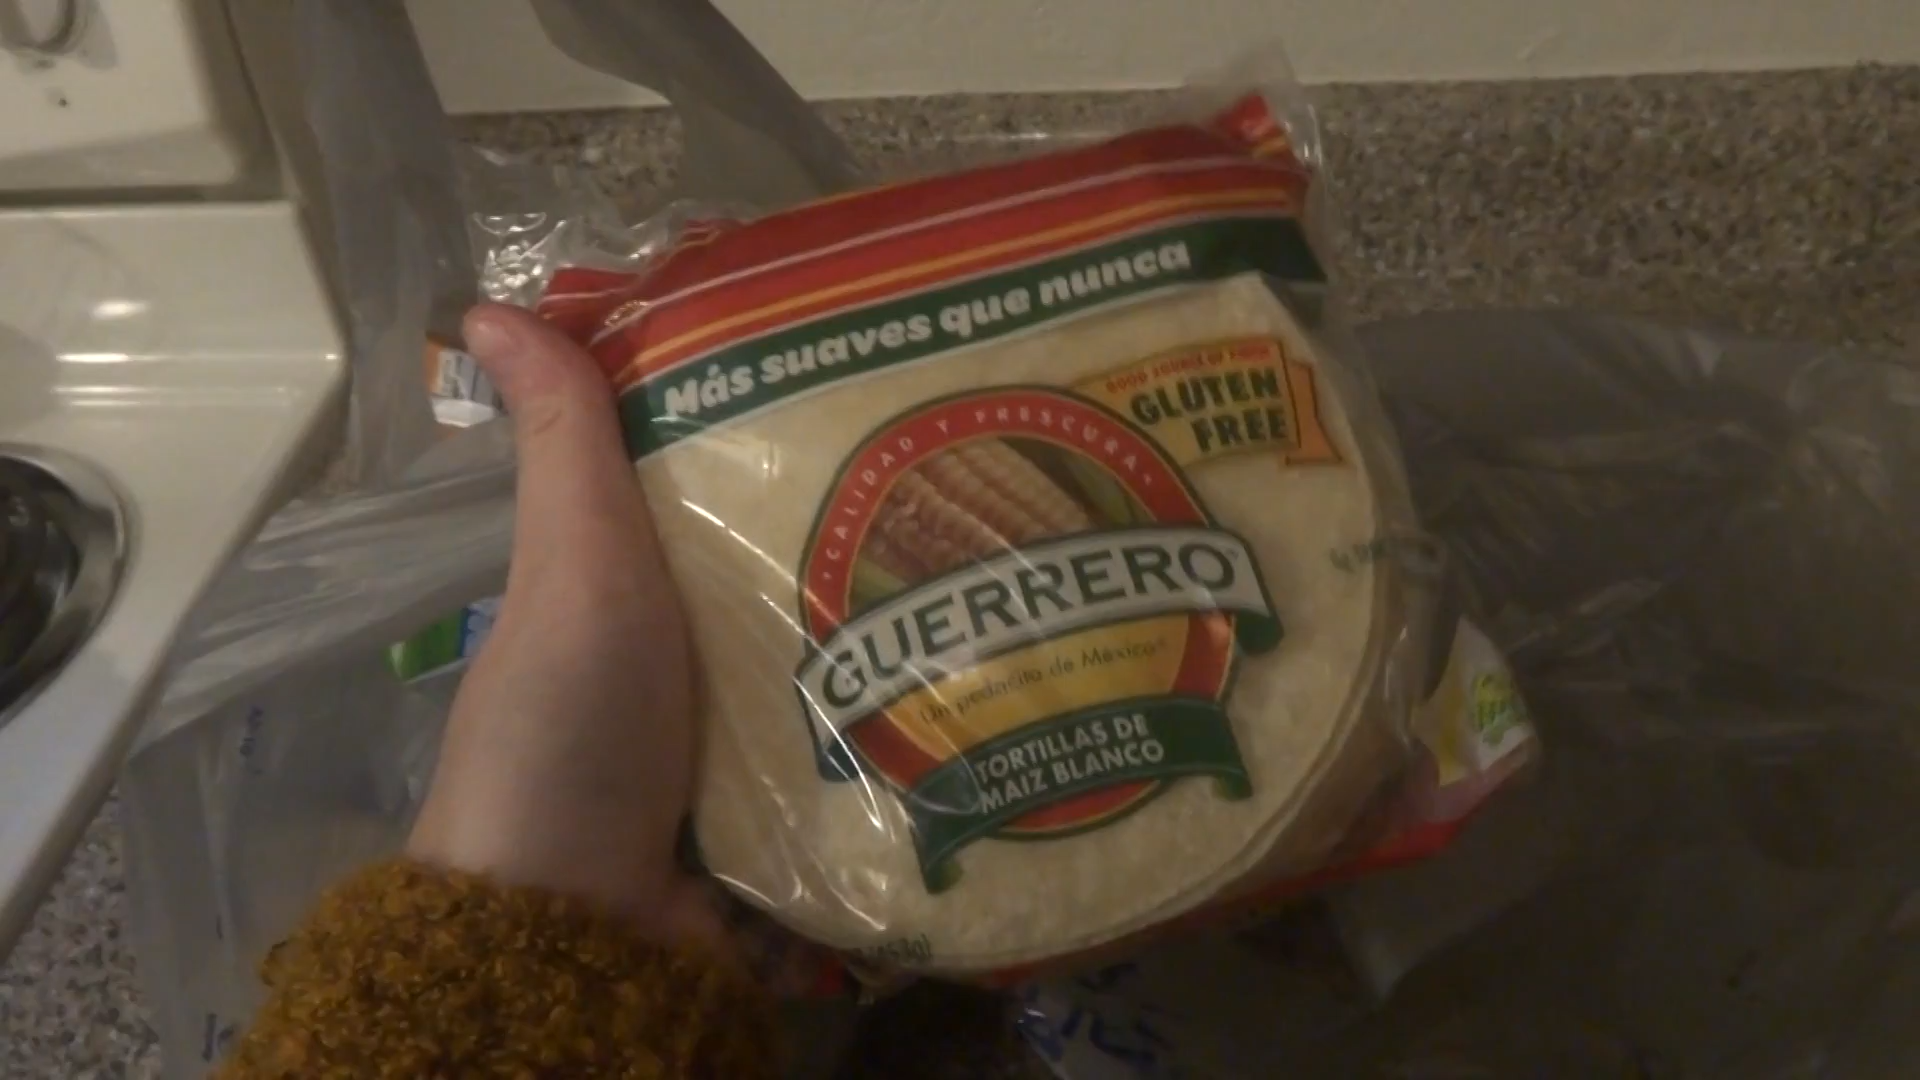 Más suaves que nunca
GOOD SOURCE OF FIBER
GLUTEN
FREE
CALIDAD Y FRESCURA
GUERRERO
Un pedacito de México
TORTILLAS DE
MAIZ BLANCO